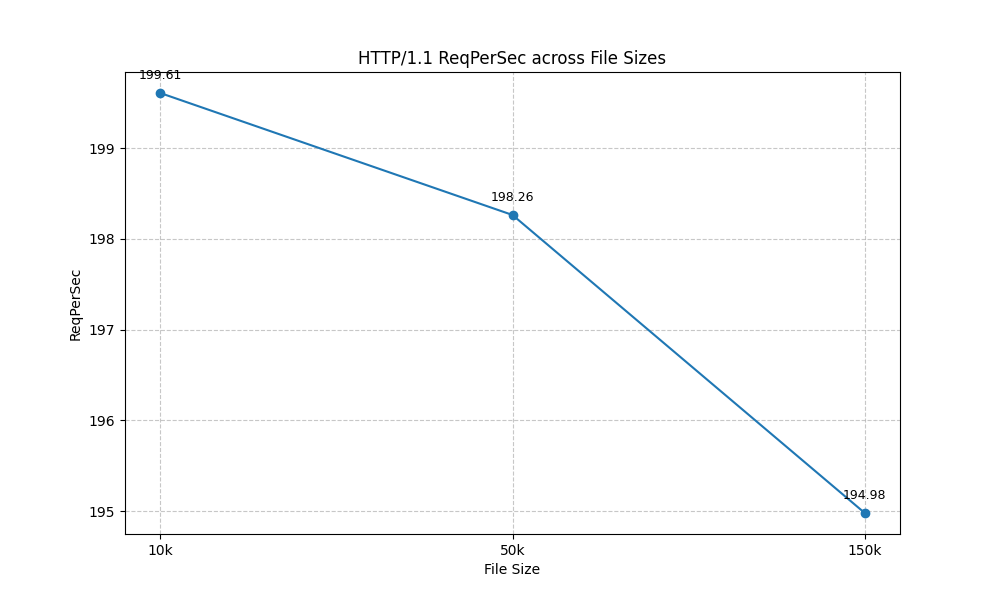 HTTP/1.1 ReqPerSec across File Sizes
199.61
199
198.26
198
ReqPerSec
197
196
194.98
195
10k 50k 150k
File Size